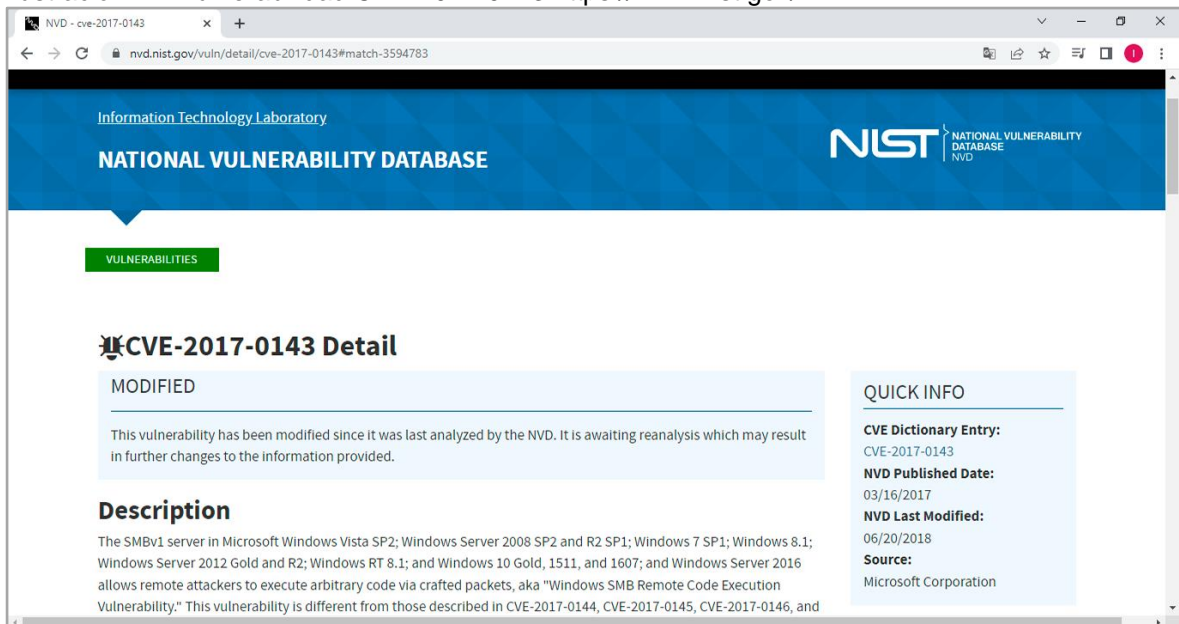 NVD - cve-2017-0143
nvd.nist.gov/vuln/detail/cve-2017-0143#match-3594783
I
Information Technology Laboratory
NATIONAL VULNERABILITY DATABASE
NIST
NATIONAL VULNERABILITY
DATABASE
NVD
VULNERABILITIES
CVE-2017-0143 Detail
MODIFIED
This vulnerability has been modified since it was last analyzed by the NVD. It is awaiting reanalysis which may result
in further changes to the information provided.
Description
The SMBv1 server in Microsoft Windows Vista SP2; Windows Server 2008 SP2 and R2 SP1; Windows 7 SP1; Windows 8.1;
Windows Server 2012 Gold and R2; Windows RT 8.1; and Windows 10 Gold, 1511, and 1607; and Windows Server 2016
allows remote attackers to execute arbitrary code via crafted packets, aka "Windows SMB Remote Code Execution
Vulnerability." This vulnerability is different from those described in CVE-2017-0144, CVE-2017-0145, CVE-2017-0146, and
QUICK INFO
CVE Dictionary Entry:
CVE-2017-0143
NVD Published Date:
03/16/2017
NVD Last Modified:
06/20/2018
Source:
Microsoft Corporation